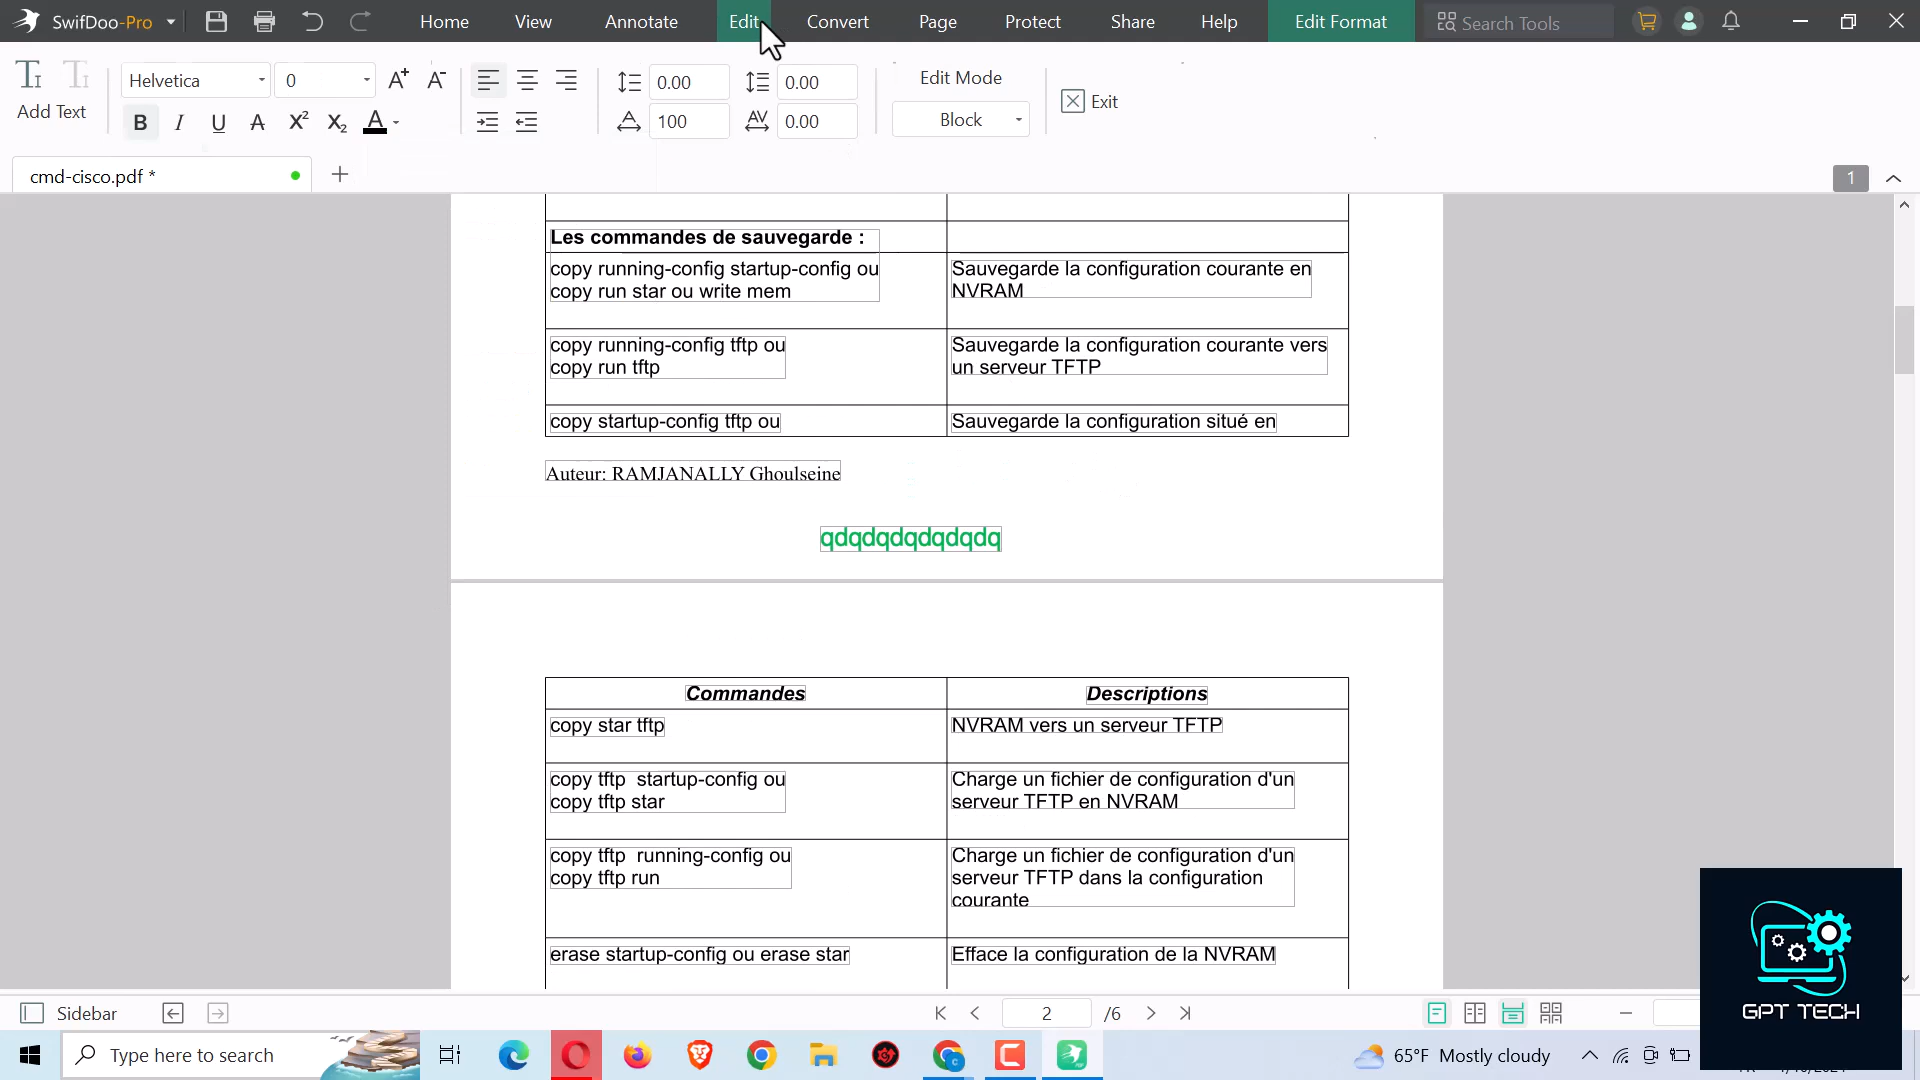 SwifDoo-Pro
Home
View
Annotate
Edit
Convert
Page
Protect
Share
Help
Edit Format
Search Tools
Add Text
Helvetica
0
A+
A-
B
I
U
A
X²
X₂
A
0.00
0.00
100
AV
0.00
Edit Mode
Block
Exit
cmd-cisco.pdf *
1
Les commandes de sauvegarde :
copy running-config startup-config ou
copy run star ou write mem
Sauvegarde la configuration courante en
NVRAM
copy running-config tftp ou
copy run tftp
Sauvegarde la configuration courante vers
un serveur TFTP
copy startup-config tftp ou
Sauvegarde la configuration situé en
Auteur: RAMJANALLY Ghoulseine
qdqdqdqdqdqdq
Commandes
Descriptions
copy star tftp
NVRAM vers un serveur TFTP
copy tftp  startup-config ou
copy tftp star
Charge un fichier de configuration d'un
serveur TFTP en NVRAM
copy tftp  running-config ou
copy tftp run
Charge un fichier de configuration d'un
serveur TFTP dans la configuration
courante
erase startup-config ou erase star
Efface la configuration de la NVRAM
GPT TECH
Sidebar
2
/6
Type here to search
65°F Mostly cloudy